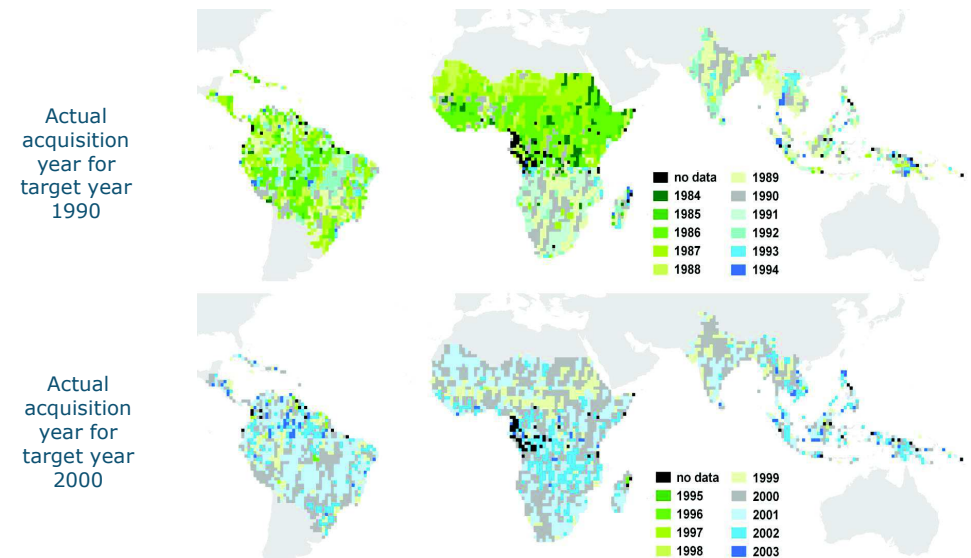 Actual
acquisition
year for
target year
1990
no data
1984
1985
1986
1987
1988
1989
1990
1991
1992
1993
1994
Actual
acquisition
year for
target year
2000
no data
1995
1996
1997
1998
1999
2000
2001
2002
2003